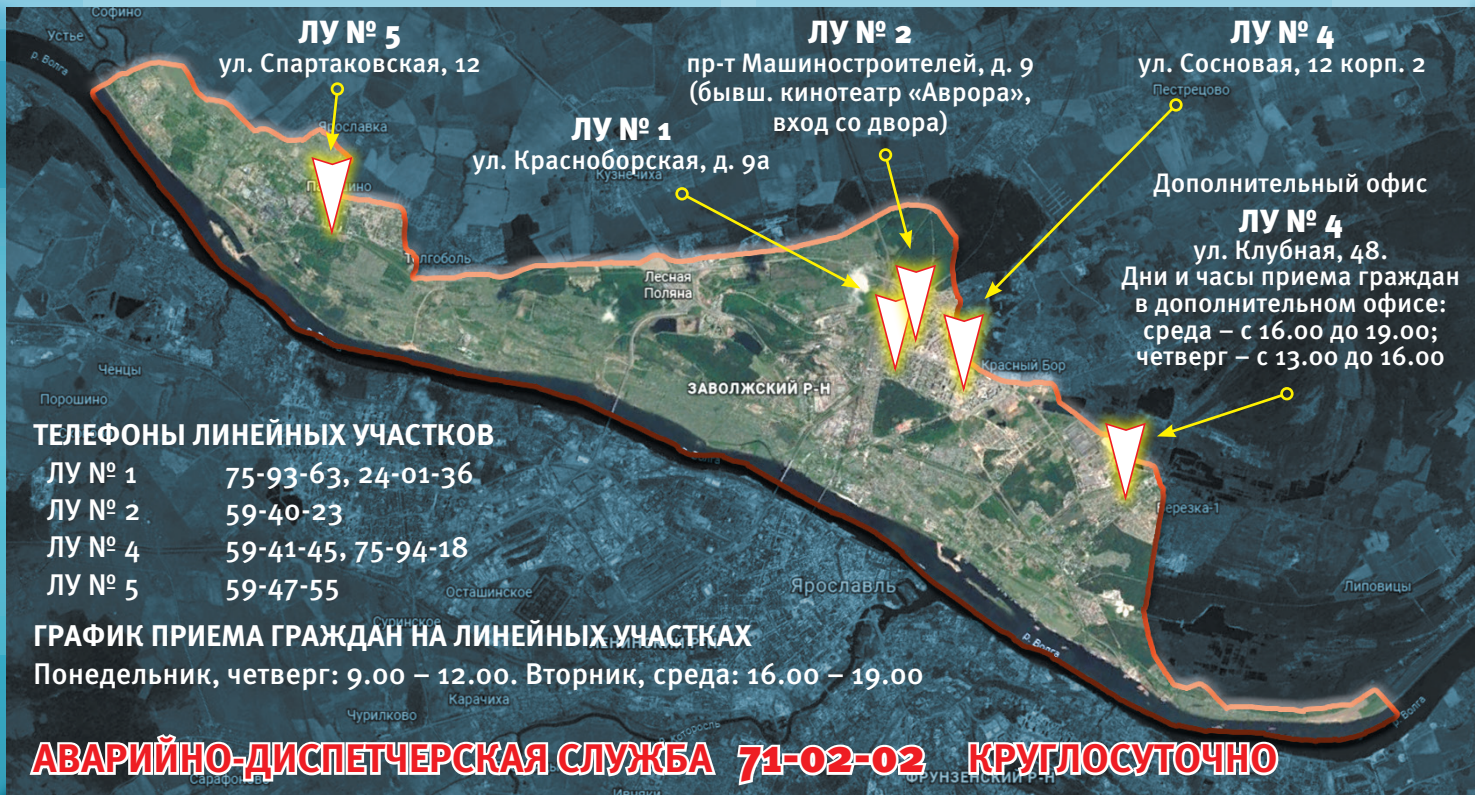 Софино
Устье
р. Волга
ЛУ № 5
ул. Спартаковская, 12
ЛУ № 2
пр-т Машиностроителей, д. 9
(бывш. кинотеатр «Аврора»,
вход со двора)
ЛУ № 4
ул. Сосновая, 12 корп. 2
Пестрецово
Ярославка
ЛУ № 1
ул. Красноборская, д. 9а
Кузнечиха
Дополнительный офис
ЛУ № 4
ул. Клубная, 48.
Дни и часы приема граждан
в дополнительном офисе:
среда – с 16.00 до 19.00;
четверг – с 13.00 до 16.00
Толгоболь
Лесная
Поляна
Красный Бор
ЗАВОЛЖСКИЙ Р-Н
Ченцы
Порошино
ТЕЛЕФОНЫ ЛИНЕЙНЫХ УЧАСТКОВ
ЛУ № 1 75-93-63, 24-01-36
ЛУ № 2 59-40-23
ЛУ № 4 59-41-45, 75-94-18
ЛУ № 5 59-47-55
Березка-1
Ярославль
Липовицы
Осташинское
Суринское
р. Волга
ГРАФИК ПРИЕМА ГРАЖДАН НА ЛИНЕЙНЫХ УЧАСТКАХ
ЛЕНИНСКИЙ Р-Н
Понедельник, четверг: 9.00 – 12.00. Вторник, среда: 16.00 – 19.00
Карачиха
Чурилково
р. Которосль
р. Волга
АВАРИЙНО-ДИСПЕТЧЕРСКАЯ СЛУЖБА 71-02-02 КРУГЛОСУТОЧНО
ФРУНЗЕНСКИЙ Р-Н
Ивняки